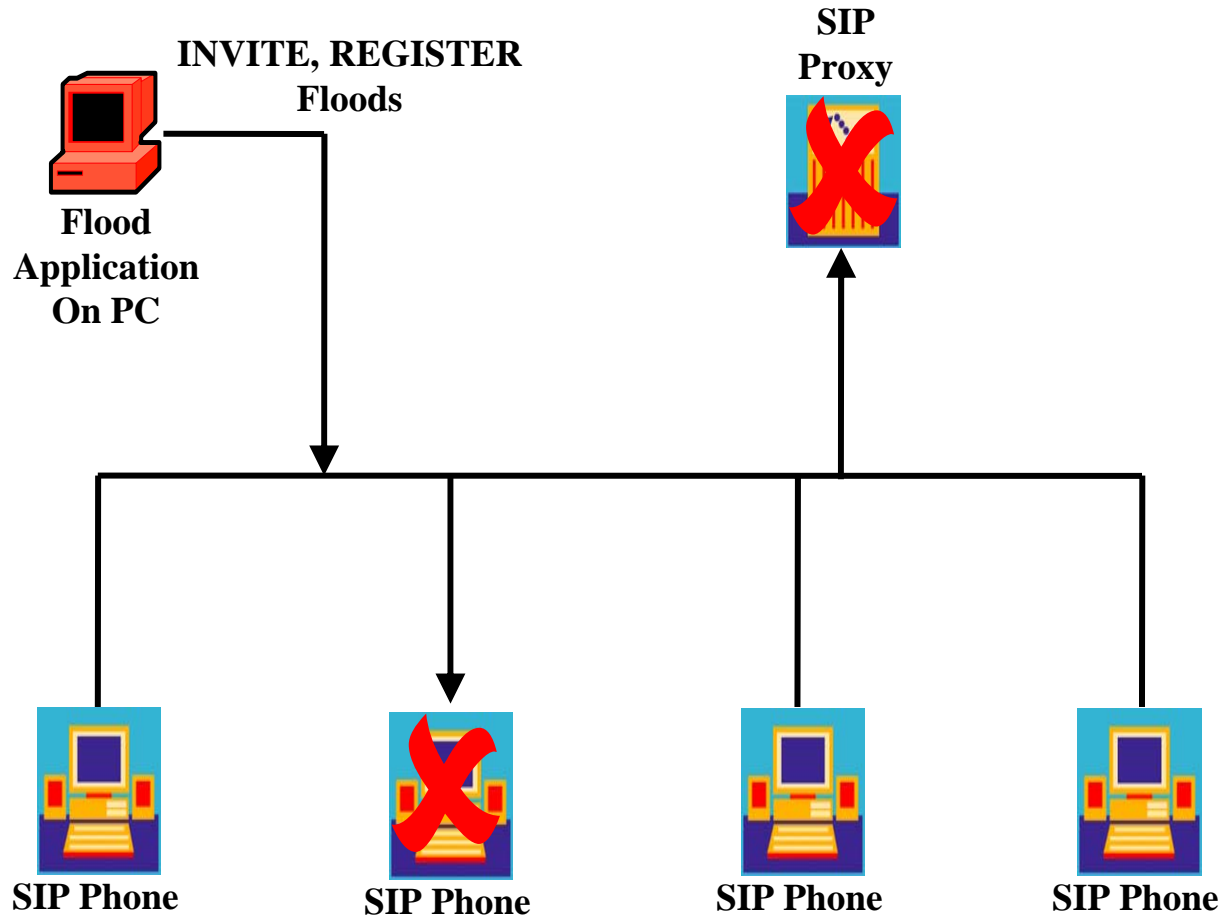 INVITE, REGISTER
Floods
SIP
Proxy
Flood
Application
On PC
SIP Phone
SIP Phone
SIP Phone
SIP Phone